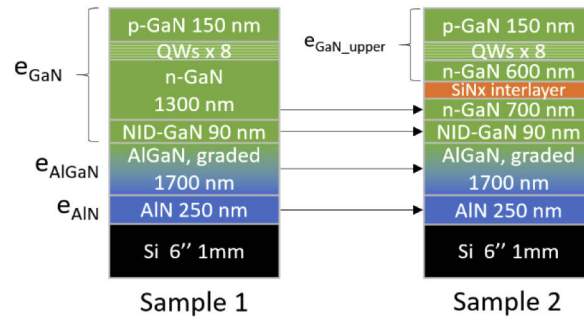 p-GaN 150 nm
QWs x 8
n-GaN
1300 nm
NID-GaN 90 nm
AlGaN, graded
1700 nm
AlN 250 nm
Si 6'' 1mm
Sample 1
eGaN
eAlGaN
eAlN
p-GaN 150 nm
QWs x 8
n-GaN 600 nm
SiNx interlayer
n-GaN 700 nm
NID-GaN 90 nm
AlGaN, graded
1700 nm
AlN 250 nm
Si 6'' 1mm
Sample 2
eGaN_upper